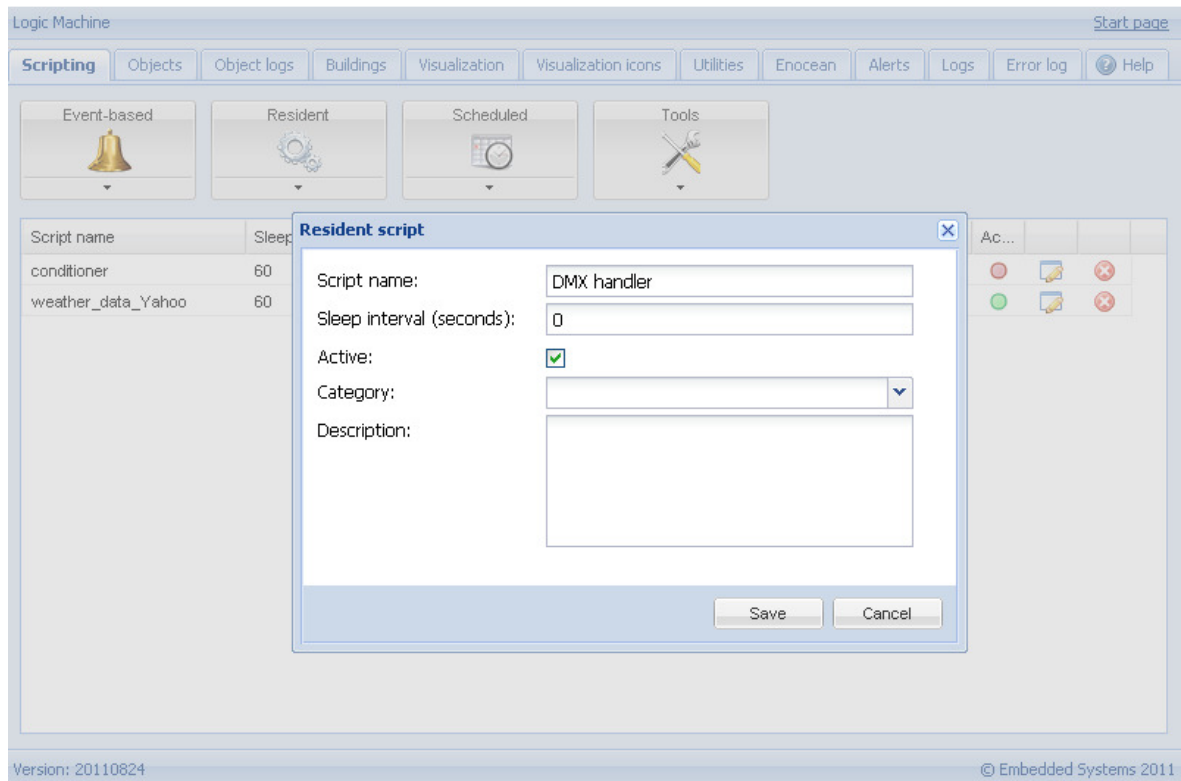 Logic Machine Start page
Scripting Objects Object logs Buildings Visualization Visualization icons Utilities Enocean Alerts Logs Error log Help
Event-based Resident Scheduled Tools
Script name Sleep Ac...
Resident script
conditioner 60
weather_data_Yahoo 60
Script name: DMX handler
Sleep interval (seconds): 0
Active:
Category:
Description:
Save Cancel
Version: 20110824 © Embedded Systems 2011